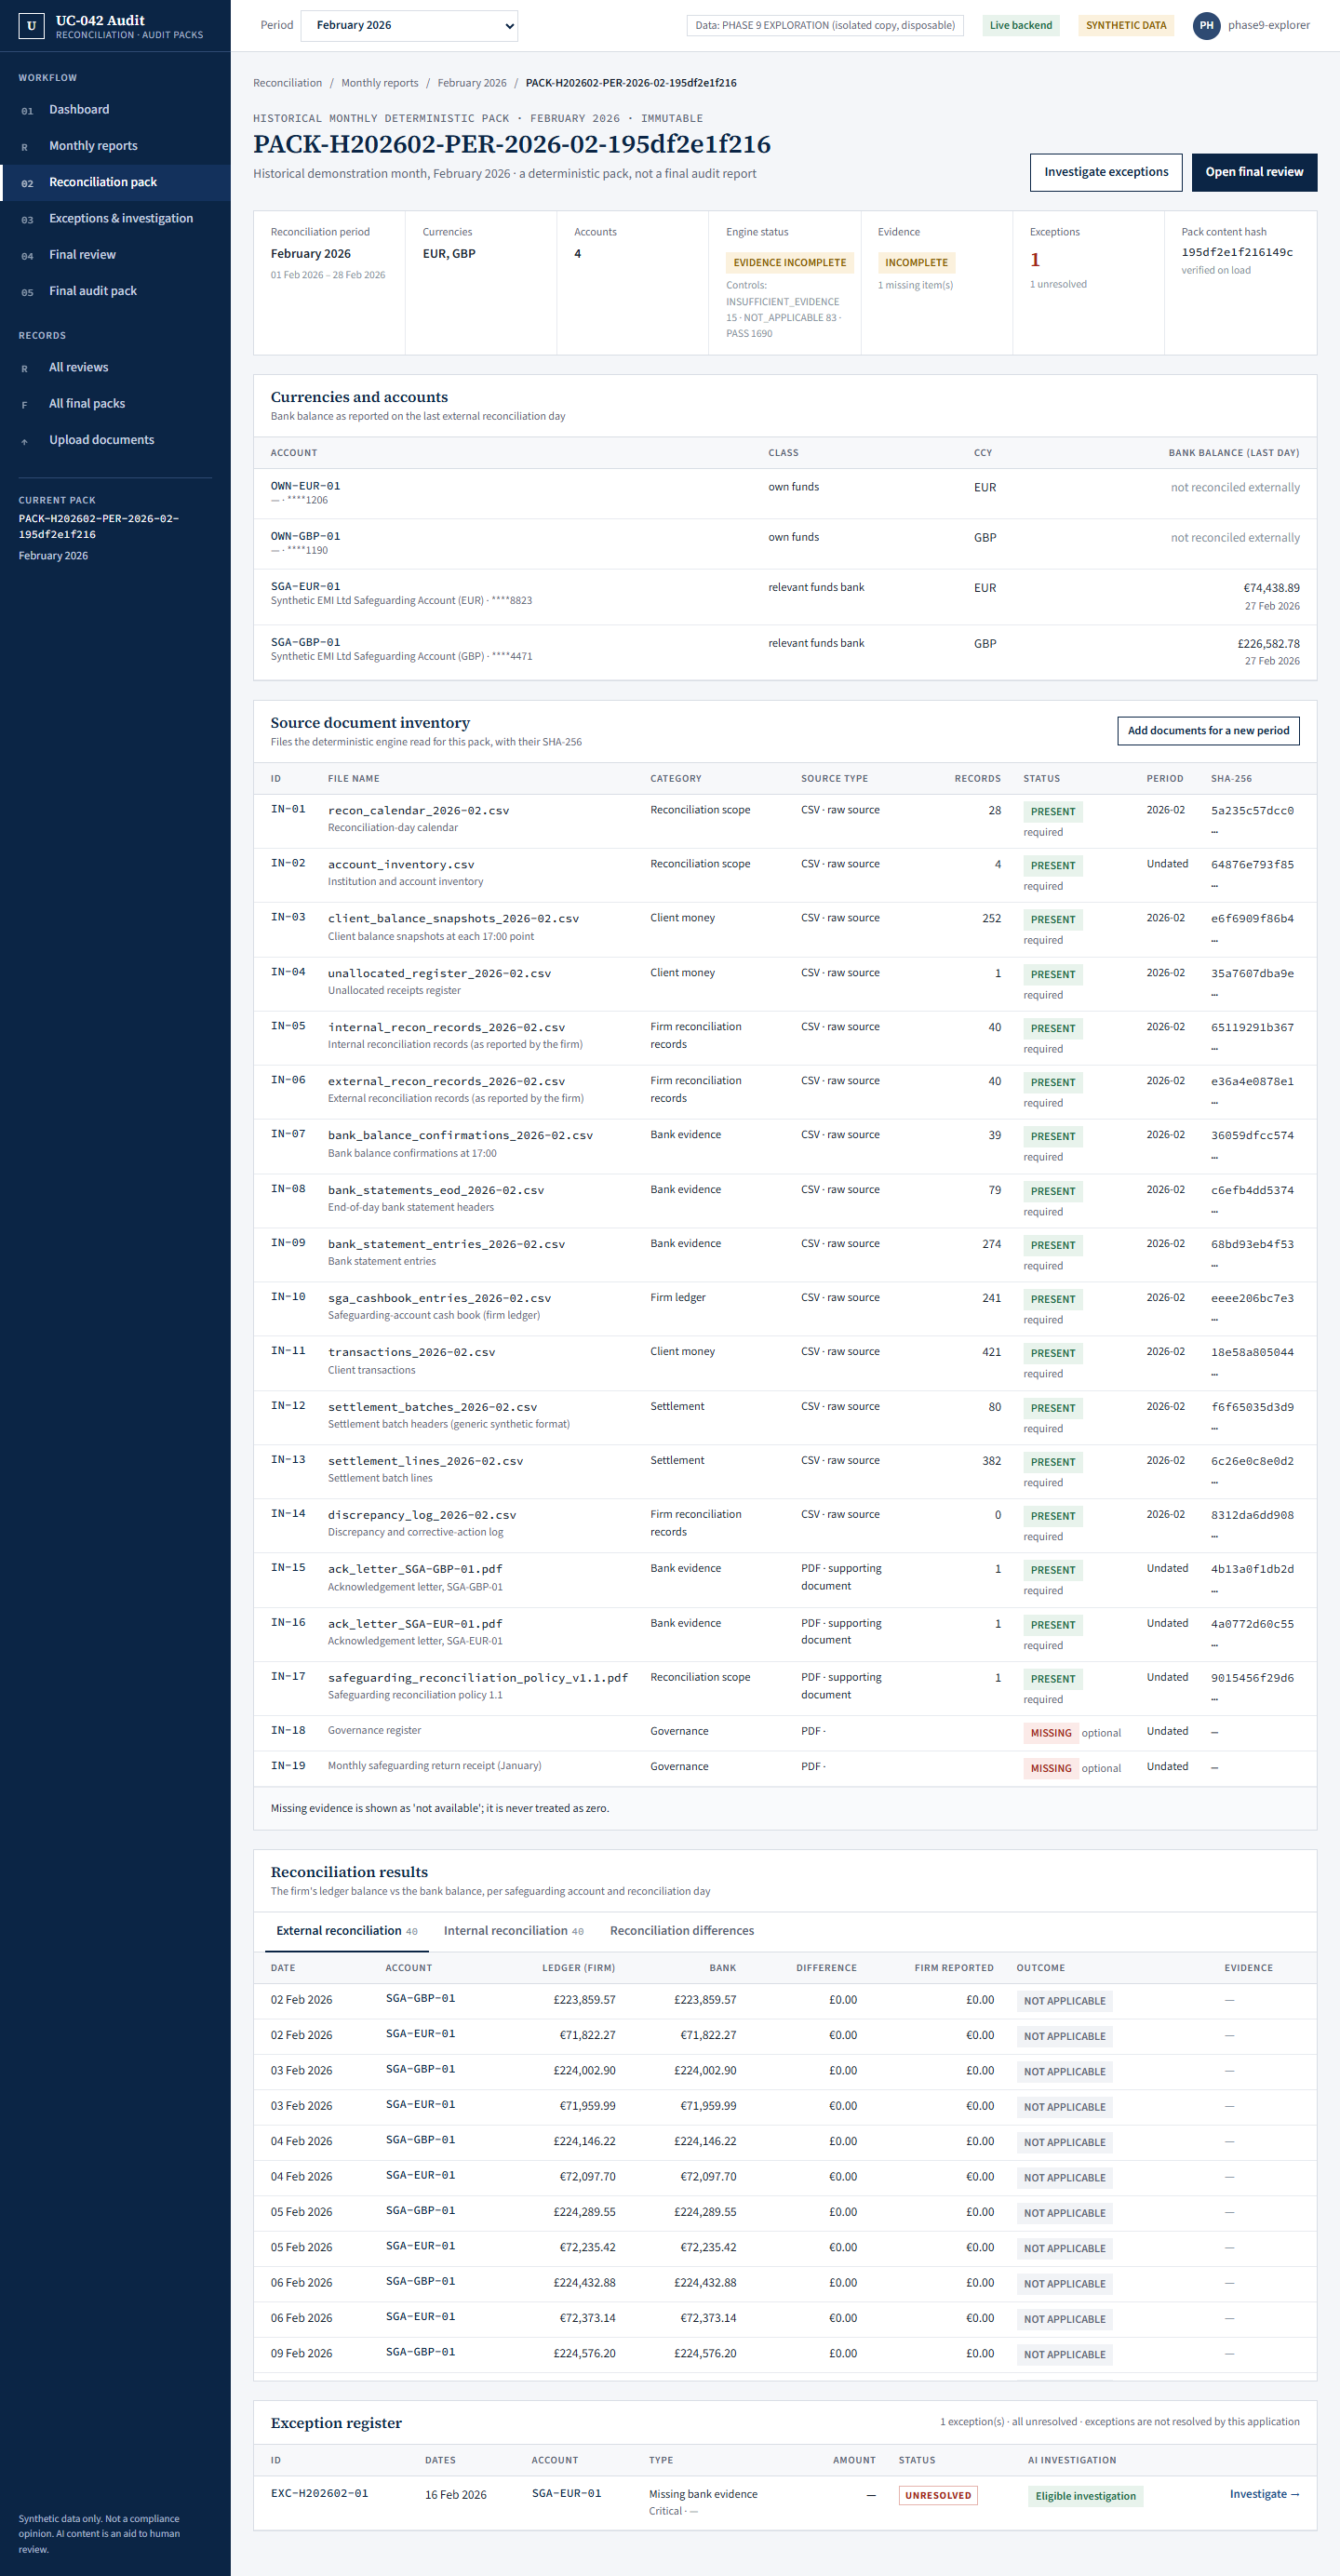 U
UC-042 Audit
RECONCILIATION · AUDIT PACKS
WORKFLOW
01 Dashboard
R Monthly reports
02 Reconciliation pack
03 Exceptions & investigation
04 Final review
05 Final audit pack
RECORDS
R All reviews
F All final packs
↑ Upload documents
CURRENT PACK
PACK-H202602-PER-2026-02-
195df2e1f216
February 2026
Synthetic data only. Not a compliance
opinion. AI content is an aid to human
review.
Period February 2026
Data: PHASE 9 EXPLORATION (isolated copy, disposable)
Live backend
SYNTHETIC DATA
PH phase9-explorer
Reconciliation / Monthly reports / February 2026 / PACK-H202602-PER-2026-02-195df2e1f216
HISTORICAL MONTHLY DETERMINISTIC PACK · FEBRUARY 2026 · IMMUTABLE
PACK-H202602-PER-2026-02-195df2e1f216
Historical demonstration month, February 2026 · a deterministic pack, not a final audit report
Investigate exceptions
Open final review
Reconciliation period
February 2026
01 Feb 2026 – 28 Feb 2026
Currencies
EUR, GBP
Accounts
4
Engine status
EVIDENCE INCOMPLETE
Controls:
INSUFFICIENT_EVIDENCE
15 · NOT_APPLICABLE 83 ·
PASS 1690
Evidence
INCOMPLETE
1 missing item(s)
Exceptions
1
1 unresolved
Pack content hash
195df2e1f216149c
verified on load
Currencies and accounts
Bank balance as reported on the last external reconciliation day
ACCOUNT CLASS CCY BANK BALANCE (LAST DAY)
OWN-EUR-01 own funds EUR not reconciled externally
— · ****1206
OWN-GBP-01 own funds GBP not reconciled externally
— · ****1190
SGA-EUR-01 relevant funds bank EUR €74,438.89
Synthetic EMI Ltd Safeguarding Account (EUR) · ****8823 27 Feb 2026
SGA-GBP-01 relevant funds bank GBP £226,582.78
Synthetic EMI Ltd Safeguarding Account (GBP) · ****4471 27 Feb 2026
Source document inventory
Files the deterministic engine read for this pack, with their SHA-256
Add documents for a new period
ID FILE NAME CATEGORY SOURCE TYPE RECORDS STATUS PERIOD SHA-256
IN-01 recon_calendar_2026-02.csv Reconciliation scope CSV · raw source 28 PRESENT 2026-02 5a235c57dcc0
Reconciliation-day calendar required …
IN-02 account_inventory.csv Reconciliation scope CSV · raw source 4 PRESENT Undated 64876e793f85
Institution and account inventory required …
IN-03 client_balance_snapshots_2026-02.csv Client money CSV · raw source 252 PRESENT 2026-02 e6f6909f86b4
Client balance snapshots at each 17:00 point required …
IN-04 unallocated_register_2026-02.csv Client money CSV · raw source 1 PRESENT 2026-02 35a7607dba9e
Unallocated receipts register required …
IN-05 internal_recon_records_2026-02.csv Firm reconciliation CSV · raw source 40 PRESENT 2026-02 65119291b367
Internal reconciliation records (as reported by the firm) records required …
IN-06 external_recon_records_2026-02.csv Firm reconciliation CSV · raw source 40 PRESENT 2026-02 e36a4e0878e1
External reconciliation records (as reported by the firm) records required …
IN-07 bank_balance_confirmations_2026-02.csv Bank evidence CSV · raw source 39 PRESENT 2026-02 36059dfcc574
Bank balance confirmations at 17:00 required …
IN-08 bank_statements_eod_2026-02.csv Bank evidence CSV · raw source 79 PRESENT 2026-02 c6efb4dd5374
End-of-day bank statement headers required …
IN-09 bank_statement_entries_2026-02.csv Bank evidence CSV · raw source 274 PRESENT 2026-02 68bd93eb4f53
Bank statement entries required …
IN-10 sga_cashbook_entries_2026-02.csv Firm ledger CSV · raw source 241 PRESENT 2026-02 eeee206bc7e3
Safeguarding-account cash book (firm ledger) required …
IN-11 transactions_2026-02.csv Client money CSV · raw source 421 PRESENT 2026-02 18e58a805044
Client transactions required …
IN-12 settlement_batches_2026-02.csv Settlement CSV · raw source 80 PRESENT 2026-02 f6f65035d3d9
Settlement batch headers (generic synthetic format) required …
IN-13 settlement_lines_2026-02.csv Settlement CSV · raw source 382 PRESENT 2026-02 6c26e0c8e0d2
Settlement batch lines required …
IN-14 discrepancy_log_2026-02.csv Firm reconciliation CSV · raw source 0 PRESENT 2026-02 8312da6dd908
Discrepancy and corrective-action log records required …
IN-15 ack_letter_SGA-GBP-01.pdf Bank evidence PDF · supporting 1 PRESENT Undated 4b13a0f1db2d
Acknowledgement letter, SGA-GBP-01 document required …
IN-16 ack_letter_SGA-EUR-01.pdf Bank evidence PDF · supporting 1 PRESENT Undated 4a0772d60c55
Acknowledgement letter, SGA-EUR-01 document required …
IN-17 safeguarding_reconciliation_policy_v1.1.pdf Reconciliation scope PDF · supporting 1 PRESENT Undated 9015456f29d6
Safeguarding reconciliation policy 1.1 document required …
IN-18 Governance register Governance PDF · MISSING optional Undated —
IN-19 Monthly safeguarding return receipt (January) Governance PDF · MISSING optional Undated —
Missing evidence is shown as 'not available'; it is never treated as zero.
Reconciliation results
The firm's ledger balance vs the bank balance, per safeguarding account and reconciliation day
External reconciliation 40 Internal reconciliation 40 Reconciliation differences
DATE ACCOUNT LEDGER (FIRM) BANK DIFFERENCE FIRM REPORTED OUTCOME EVIDENCE
02 Feb 2026 SGA-GBP-01 £223,859.57 £223,859.57 £0.00 £0.00 NOT APPLICABLE —
02 Feb 2026 SGA-EUR-01 €71,822.27 €71,822.27 €0.00 €0.00 NOT APPLICABLE —
03 Feb 2026 SGA-GBP-01 £224,002.90 £224,002.90 £0.00 £0.00 NOT APPLICABLE —
03 Feb 2026 SGA-EUR-01 €71,959.99 €71,959.99 €0.00 €0.00 NOT APPLICABLE —
04 Feb 2026 SGA-GBP-01 £224,146.22 £224,146.22 £0.00 £0.00 NOT APPLICABLE —
04 Feb 2026 SGA-EUR-01 €72,097.70 €72,097.70 €0.00 €0.00 NOT APPLICABLE —
05 Feb 2026 SGA-GBP-01 £224,289.55 £224,289.55 £0.00 £0.00 NOT APPLICABLE —
05 Feb 2026 SGA-EUR-01 €72,235.42 €72,235.42 €0.00 €0.00 NOT APPLICABLE —
06 Feb 2026 SGA-GBP-01 £224,432.88 £224,432.88 £0.00 £0.00 NOT APPLICABLE —
06 Feb 2026 SGA-EUR-01 €72,373.14 €72,373.14 €0.00 €0.00 NOT APPLICABLE —
09 Feb 2026 SGA-GBP-01 £224,576.20 £224,576.20 £0.00 £0.00 NOT APPLICABLE —
Exception register
1 exception(s) · all unresolved · exceptions are not resolved by this application
ID DATES ACCOUNT TYPE AMOUNT STATUS AI INVESTIGATION
EXC-H202602-01 16 Feb 2026 SGA-EUR-01 Missing bank evidence — UNRESOLVED Eligible investigation Investigate →
Critical · —